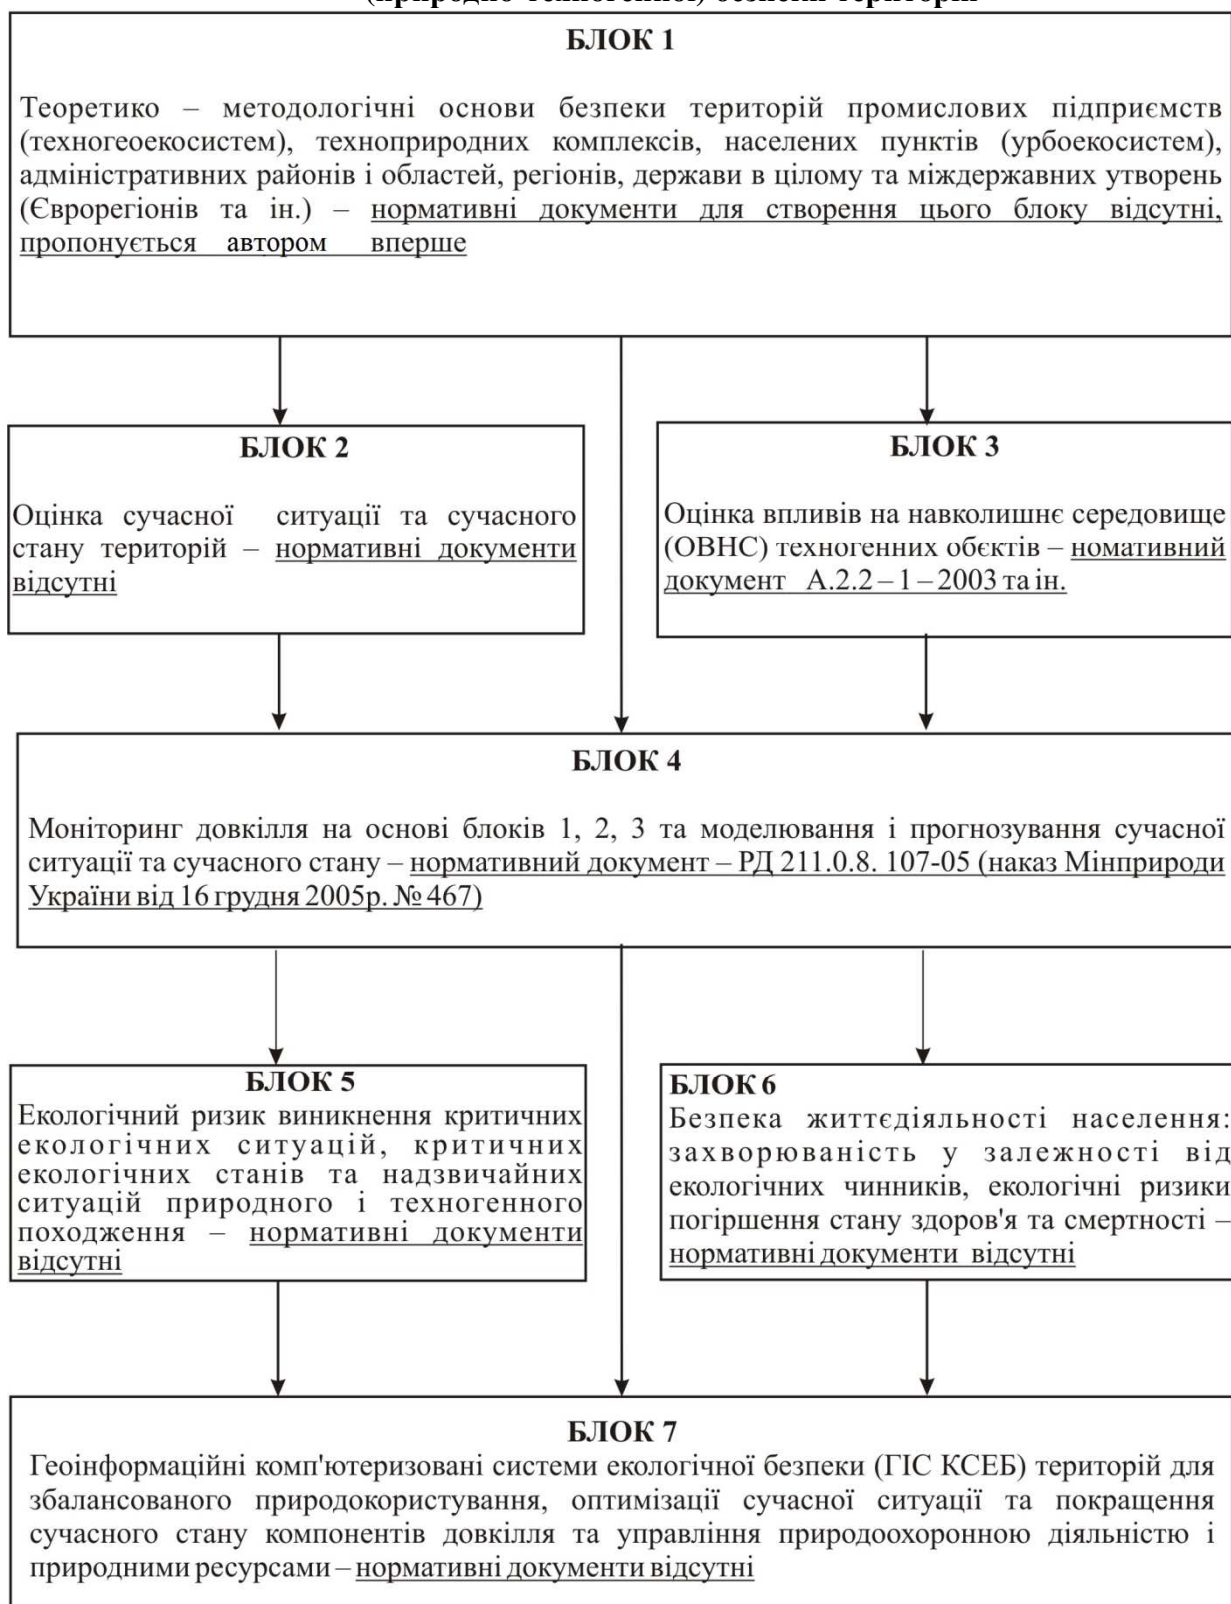 (природно-техногенної) безпеки територій
БЛОК 1
Теоретико – методологічні основи безпеки територій промислових підприємств
(техногеоекосистем), техноприродних комплексів, населених пунктів (урбоекосистем),
адміністративних районів і областей, регіонів, держави в цілому та міждержавних утворень
(Єврорегіонів та ін.) – нормативні документи для створення цього блоку відсутні,
пропонується автором вперше
БЛОК 2
Оцінка сучасної ситуації та сучасного
стану територій – нормативні документи
відсутні
БЛОК 3
Оцінка впливів на навколишнє середовище
(ОВНС) техногенних обєктів – номативний
документ А.2.2 – 1 – 2003 та ін.
БЛОК 4
Моніторинг довкілля на основі блоків 1, 2, 3 та моделювання і прогнозування сучасної
ситуації та сучасного стану – нормативний документ – РД 211.0.8. 107-05 (наказ Мінприроди
України від 16 грудня 2005р. № 467)
БЛОК 5
Екологічний ризик виникнення критичних
екологічних ситуацій, критичних
екологічних станів та надзвичайних
ситуацій природного і техногенного
походження – нормативні документи
відсутні
БЛОК 6
Безпека життєдіяльності населення:
захворюваність у залежності від
екологічних чинників, екологічні ризики
погіршення стану здоров'я та смертності –
нормативні документи відсутні
БЛОК 7
Геоінформаційні комп'ютеризовані системи екологічної безпеки (ГІС КСЕБ) територій для
збалансованого природокористування, оптимізації сучасної ситуації та покращення
сучасного стану компонентів довкілля та управління природоохоронною діяльністю і
природними ресурсами – нормативні документи відсутні